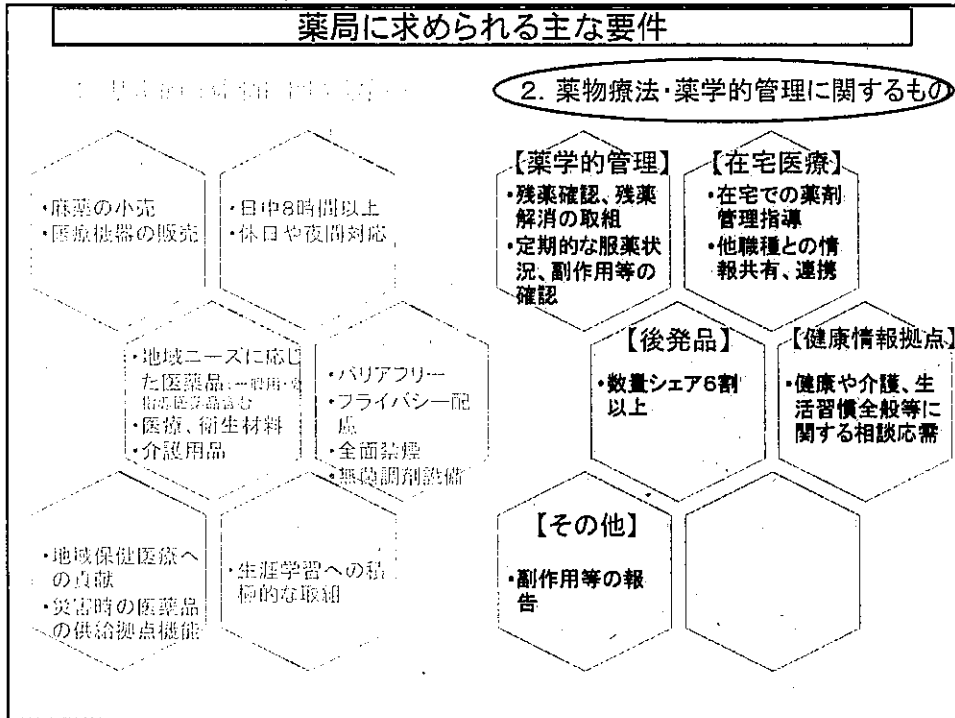 薬局に求められる主な要件
2. 薬物療法・薬学的管理に関するもの
・麻薬の小売
・医療機器の販売
・日中8時間以上
・休日や夜間対応
・地域ニーズに応じ
た医薬品
・医療、衛生材料
・介護用品
・バリアフリー
・プライバシー配
慮
・全面禁煙
・無菌調剤設備
・地域保健医療へ
の貢献
・災害時の医薬品
の供給拠点機能
・生涯学習への積
極的な取組
【薬学的管理】
・残薬確認、残薬
解消の取組
・定期的な服薬状
況、副作用等の
確認
【在宅医療】
・在宅での薬剤
管理指導
・他職種との情
報共有、連携
【後発品】
・数量シェア6割
以上
【健康情報拠点】
・健康や介護、生
活習慣全般等に
関する相談応需
【その他】
・副作用等の報
告